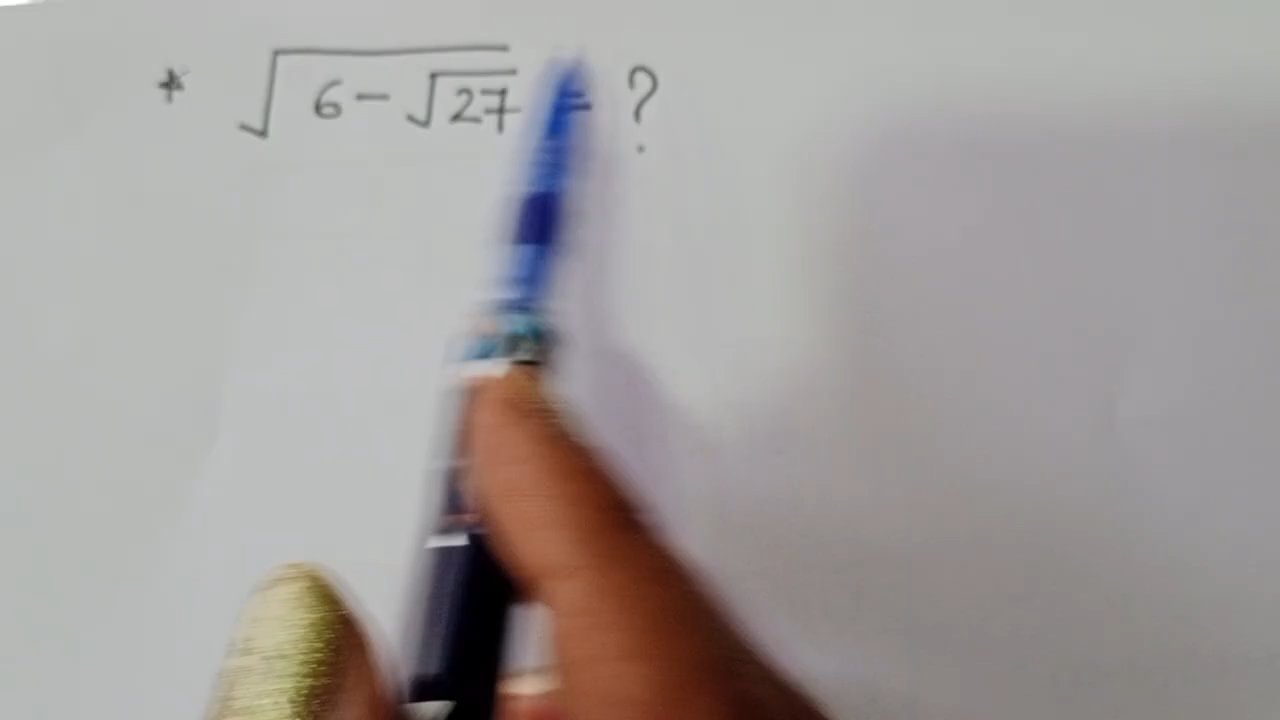 * √(6-√27) = ?